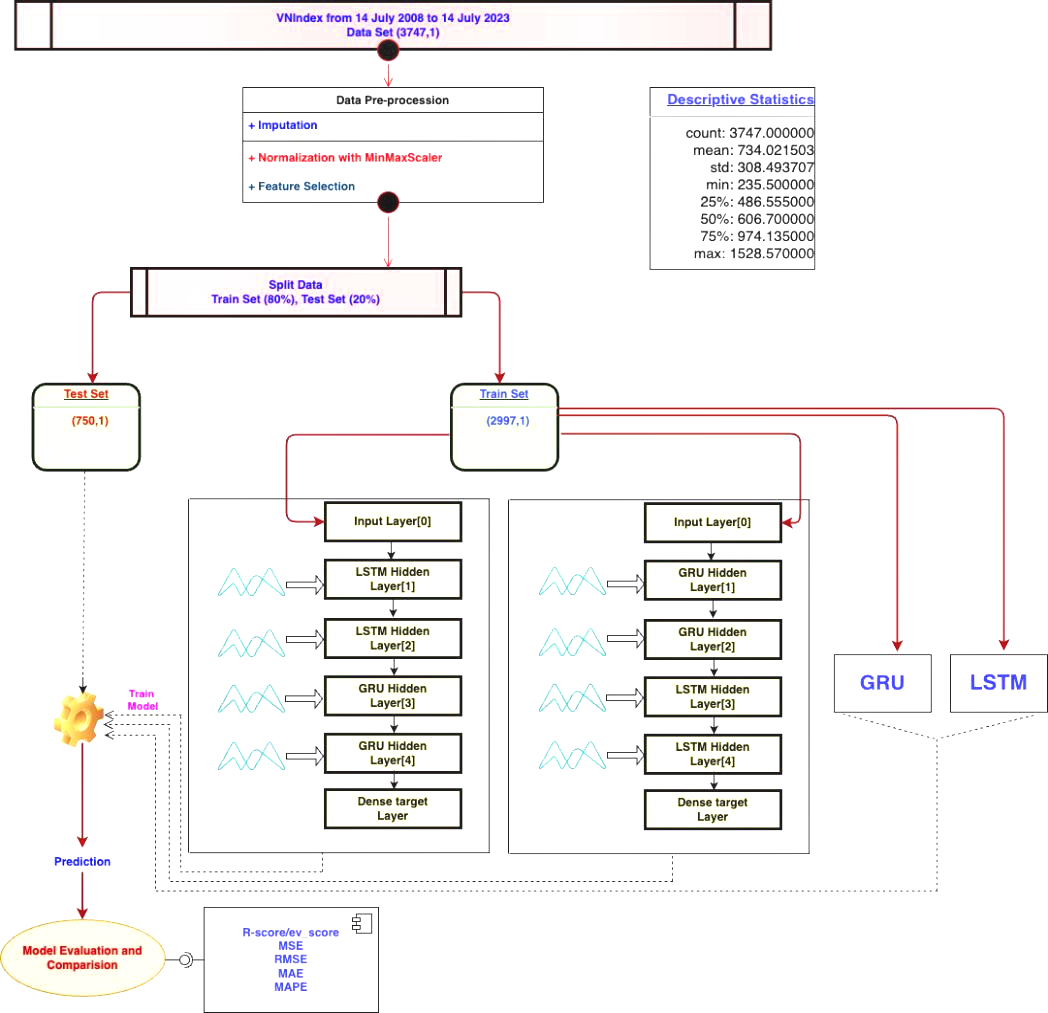 VNIndex from 14 July 2008 to 14 July 2023
Data Set (3747,1)
Data Pre-procession
+ Imputation
+ Normalization with MinMaxScaler
+ Feature Selection
Descriptive Statistics
count: 3747.000000
mean: 734.021503
std: 308.493707
min: 235.500000
25%: 486.555000
50%: 606.700000
75%: 974.135000
max: 1528.570000
Split Data
Train Set (80%), Test Set (20%)
Test Set
(750,1)
Train Set
(2997,1)
Input Layer[0]
LSTM Hidden
Layer[1]
LSTM Hidden
Layer[2]
GRU Hidden
Layer[3]
GRU Hidden
Layer[4]
Dense target
Layer
Input Layer[0]
GRU Hidden
Layer[1]
GRU Hidden
Layer[2]
LSTM Hidden
Layer[3]
LSTM Hidden
Layer[4]
Dense target
Layer
GRU
LSTM
Train
Model
Prediction
Model Evaluation and
Comparision
R-score/ev_score
MSE
RMSE
MAE
MAPE